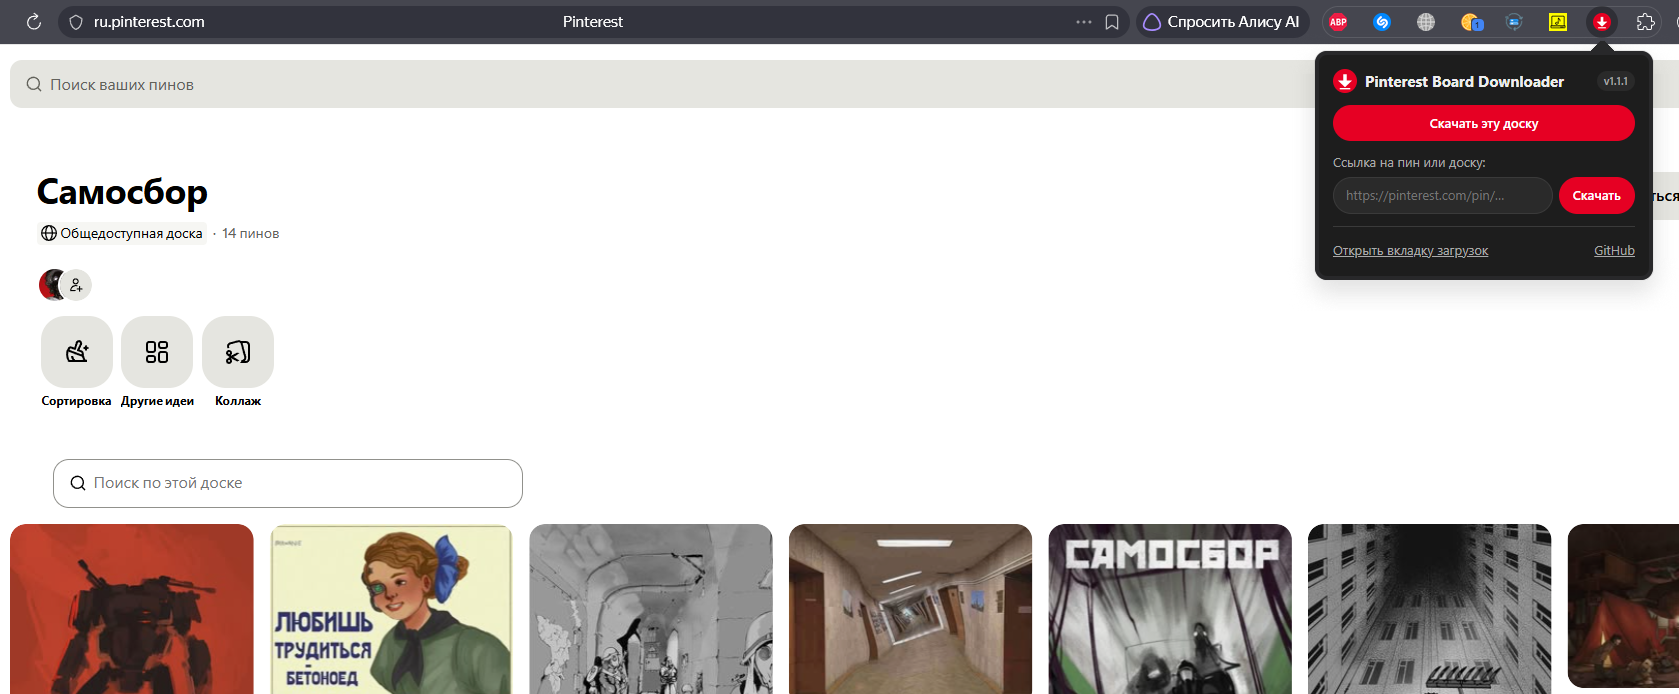 ru.pinterest.com
Pinterest
Спросить Алису AI
ABP
1
Поиск ваших пинов
Pinterest Board Downloader
v1.1.1
Скачать эту доску
Ссылка на пин или доску:
https://pinterest.com/pin/...
Скачать
Открыть вкладку загрузок
GitHub
ться
Самосбор
Общедоступная доска · 14 пинов
Сортировка
Другие идеи
Коллаж
Поиск по этой доске
ЛЮБИШЬ
ТРУДИТЬСЯ
-
БЕТОНОЕД
САМОСБОР